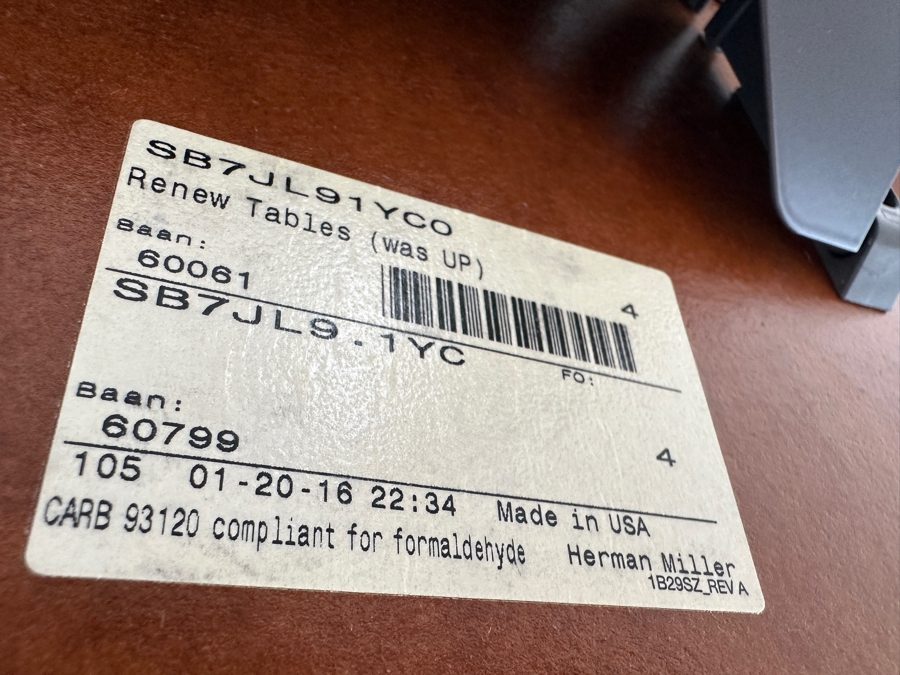 SB7JL91YCO
Renew Tables (was UP)
Baan:
60061
4
SB7JL9.1YC
FO:
Baan:
60799
4
105 01-20-16 22:34 Made in USA
CARB 93120 compliant for formaldehyde Herman Miller
1B29SZ_REV A